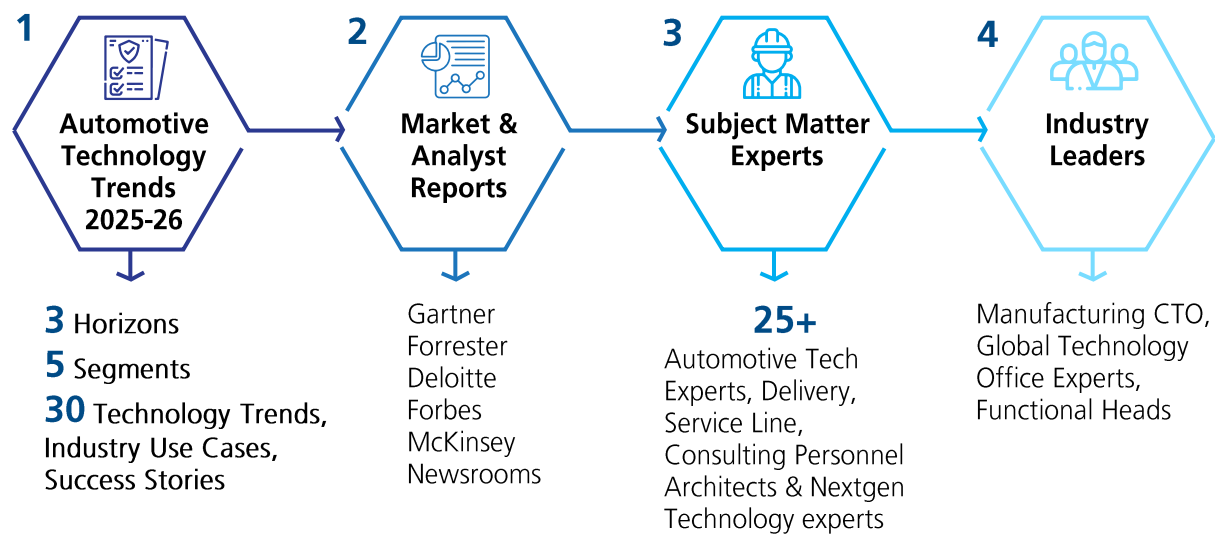 1
Automotive
Technology
Trends
2025-26
3 Horizons
5 Segments
30 Technology Trends,
Industry Use Cases,
Success Stories
2
Market &
Analyst
Reports
Gartner
Forrester
Deloitte
Forbes
McKinsey
Newsrooms
3
Subject Matter
Experts
25+
Automotive Tech
Experts, Delivery,
Service Line,
Consulting Personnel
Architects & Nextgen
Technology experts
4
Industry
Leaders
Manufacturing CTO,
Global Technology
Office Experts,
Functional Heads